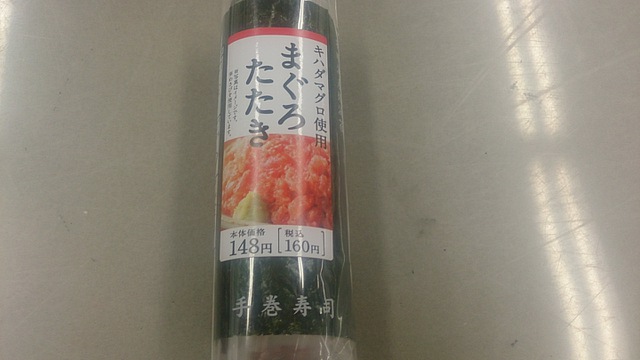 キハダマグロ使用
まぐろ
たたき
本体価格
148円
税込
160円
手巻寿司